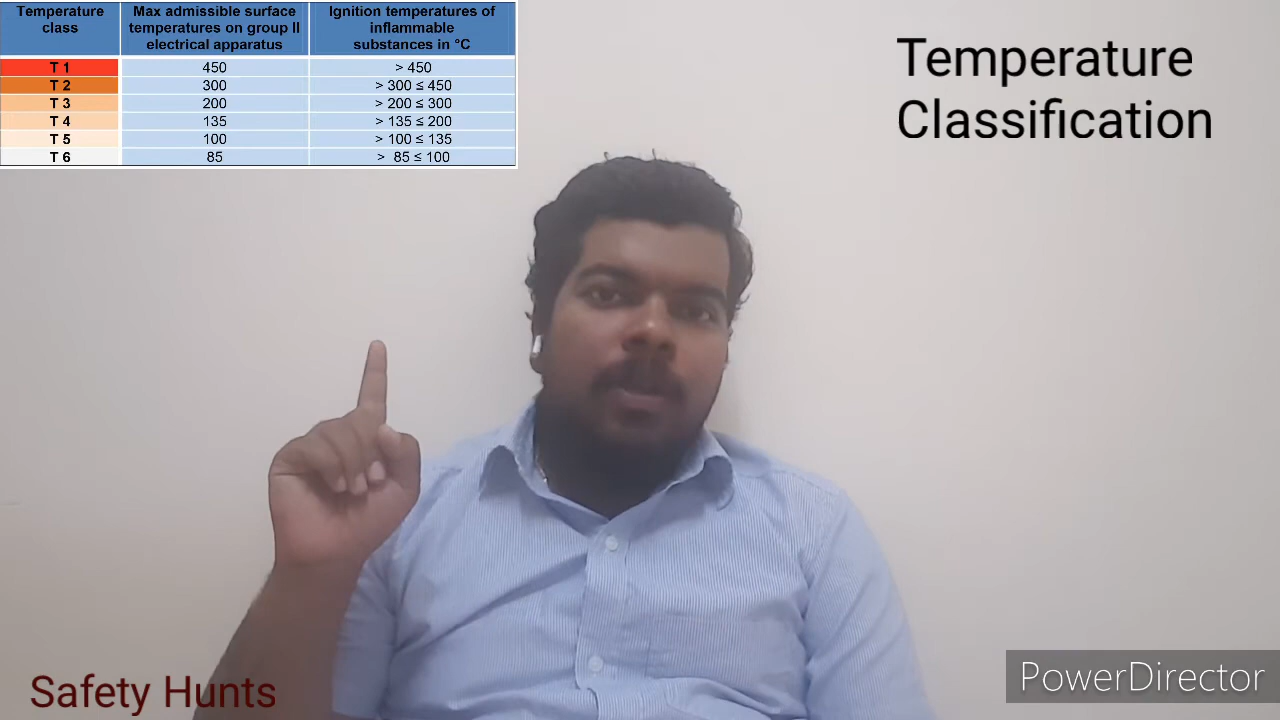 Temperature class | Max admissible surface temperatures on group II electrical apparatus | Ignition temperatures of inflammable substances in °C
T 1 | 450 | > 450
T 2 | 300 | > 300 ≤ 450
T 3 | 200 | > 200 ≤ 300
T 4 | 135 | > 135 ≤ 200
T 5 | 100 | > 100 ≤ 135
T 6 | 85 | > 85 ≤ 100
Temperature
Classification
Safety Hunts
PowerDirector